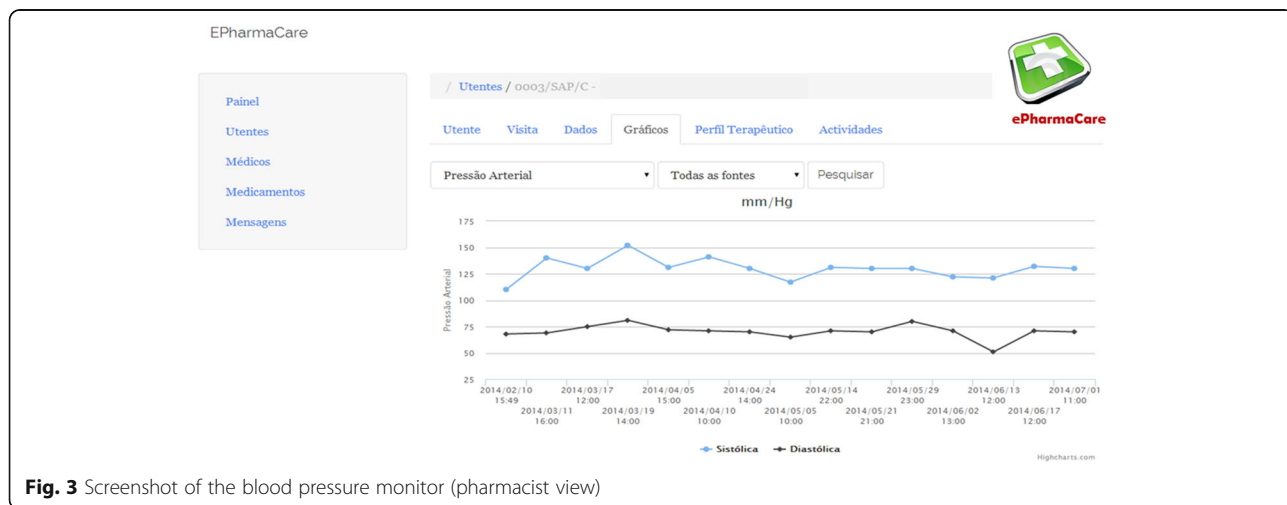 EPharmaCare
ePharmaCare
/ Utentes / 0003/SAP/C -
Painel
Utentes
Médicos
Medicamentos
Mensagens
Utente Visita Dados Gráficos Perfil Terapêutico Actividades
Pressão Arterial Todas as fontes Pesquisar
mm/Hg
Pressão Arterial
175
150
125
100
75
50
25
2014/02/10 15:49
2014/03/11 16:00
2014/03/17 12:00
2014/03/19 14:00
2014/04/05 15:00
2014/04/10 10:00
2014/04/24 14:00
2014/05/05 10:00
2014/05/14 22:00
2014/05/21 21:00
2014/05/29 23:00
2014/06/02 13:00
2014/06/13 12:00
2014/06/17 12:00
2014/07/01 11:00
Sistólica Diastólica
Highcharts.com
Fig. 3 Screenshot of the blood pressure monitor (pharmacist view)